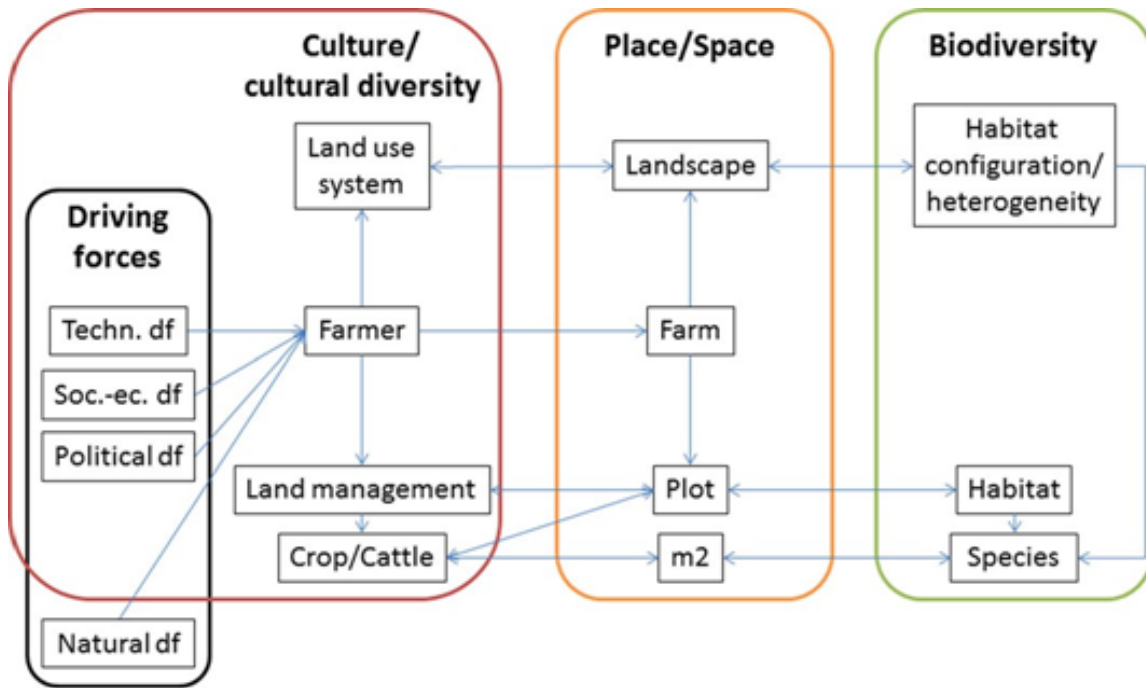 Culture/
cultural diversity
Place/Space
Biodiversity
Land use
system
Landscape
Habitat
configuration/
heterogeneity
Driving
forces
Techn. df
Farmer
Farm
Soc.-ec. df
Political df
Land management
Plot
Habitat
Crop/Cattle
m2
Species
Natural df